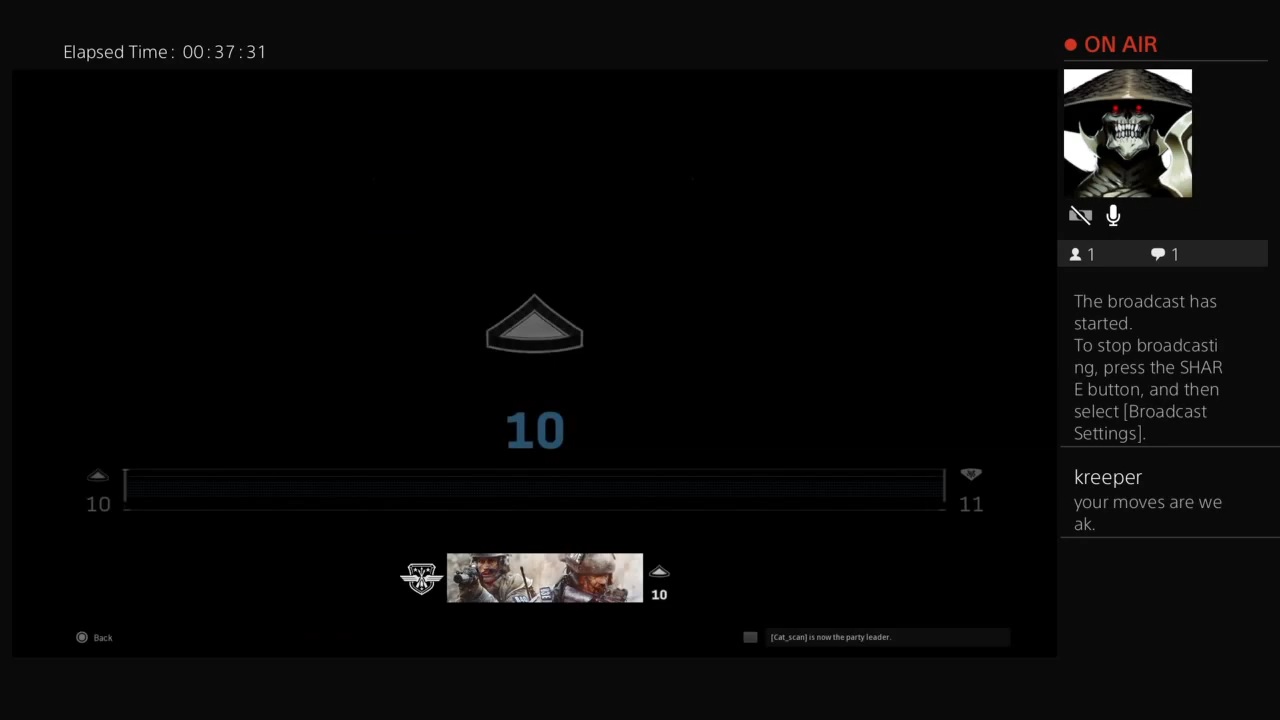 Elapsed Time: 00:37:31
ON AIR
1
1
The broadcast has
started.
To stop broadcasti
ng, press the SHAR
E button, and then
select [Broadcast
Settings].
kreeper
your moves are we
ak.
10
10
11
10
Back
[Cat_scan] is now the party leader.